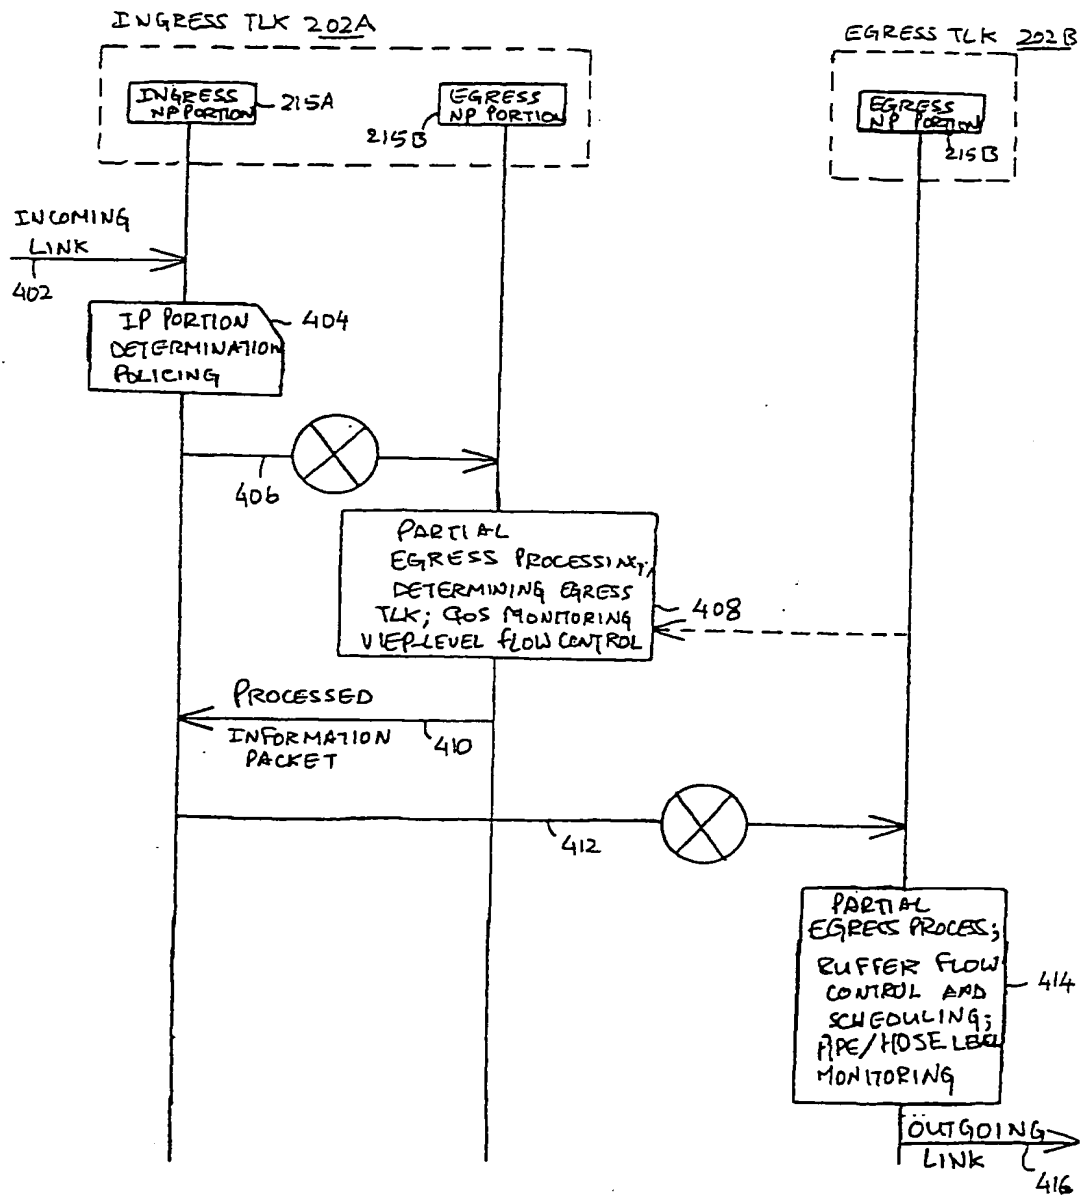 INGRESS TLK 202A
EGRESS TLK 202B
INGRESS
NP PORTION
215A
EGRESS
NP PORTION
215B
EGRESS
NP PORTION
215B
INCOMING
LINK
402
IP PORTION
DETERMINATION
POLICING
404
406
PARTIAL
EGRESS PROCESSING,
DETERMINING EGRESS
TLK; QOS MONITORING
VIEP-LEVEL FLOW CONTROL
408
PROCESSED
INFORMATION
PACKET
410
412
PARTIAL
EGRESS PROCESS;
BUFFER FLOW
CONTROL AND
SCHEDULING;
PIPE/HOSE LEVEL
MONITORING
414
OUTGOING
LINK
416